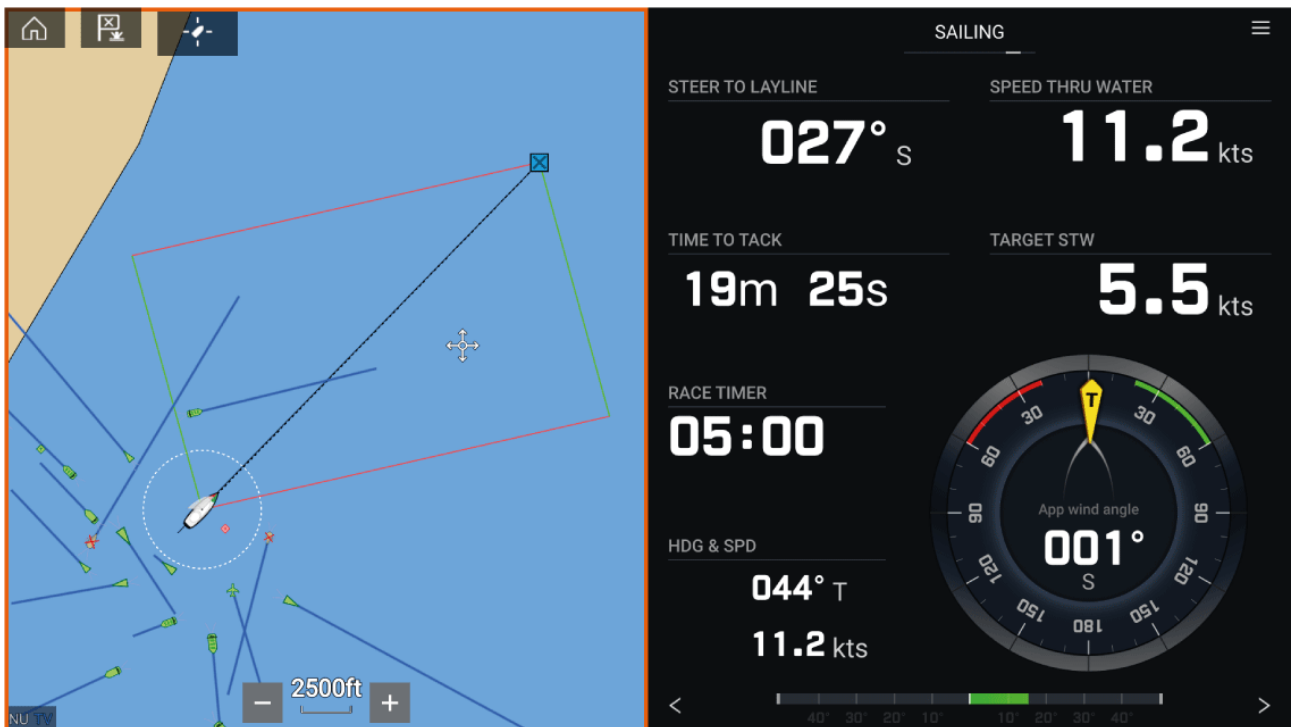 SAILING
STEER TO LAYLINE
027° S
SPEED THRU WATER
11.2 kts
TIME TO TACK
19m 25s
TARGET STW
5.5 kts
RACE TIMER
05:00
HDG & SPD
044° T
11.2 kts
T
30 30
60 60
90 90
120 120
150 150
180
App wind angle
001°
S
2500ft
NU TV
40° 30° 20° 10° 10° 20° 30° 40°